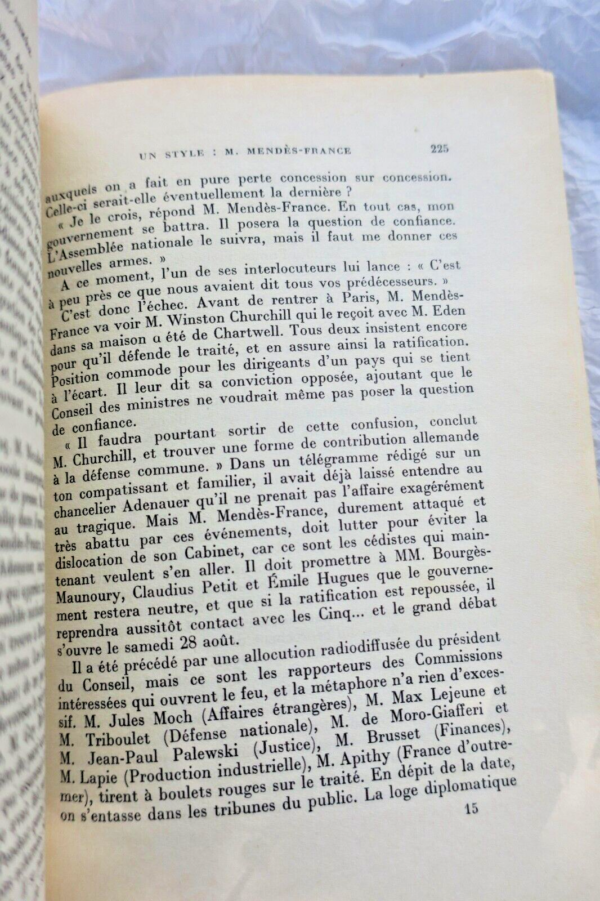 UN STYLE : M. MENDÈS-FRANCE 225
auxquels on a fait en pure perte concession sur concession.
Celle-ci serait-elle éventuellement la dernière ?
« Je le crois, répond M. Mendès-France. En tout cas, mon
gouvernement se battra. Il posera la question de confiance.
L'Assemblée nationale le suivra, mais il faut me donner ces
nouvelles armes. »
A ce moment, l'un de ses interlocuteurs lui lance : « C'est
à peu près ce que nous avaient dit tous vos prédécesseurs. »
C'est donc l'échec. Avant de rentrer à Paris, M. Mendès-
France va voir M. Winston Churchill qui le reçoit avec M. Eden
dans sa maison d'été de Chartwell. Tous deux insistent encore
pour qu'il défende le traité, et en assure ainsi la ratification.
Position commode pour les dirigeants d'un pays qui se tient
à l'écart. Il leur dit sa conviction opposée, ajoutant que le
Conseil des ministres ne voudrait même pas poser la question
de confiance.
« Il faudra pourtant sortir de cette confusion, conclut
M. Churchill, et trouver une forme de contribution allemande
à la défense commune. » Dans un télégramme rédigé sur un
ton compatissant et familier, il avait déjà laissé entendre au
chancelier Adenauer qu'il ne prenait pas l'affaire exagérément
au tragique. Mais M. Mendès-France, durement attaqué et
très abattu par ces événements, doit lutter pour éviter la
dislocation de son Cabinet, car ce sont les cédistes qui main-
tenant veulent s'en aller. Il doit promettre à MM. Bourgès-
Maunoury, Claudius Petit et Émile Hugues que le gouverne-
ment restera neutre, et que si la ratification est repoussée, il
reprendra aussitôt contact avec les Cinq... et le grand débat
s'ouvre le samedi 28 août.
Il a été précédé par une allocution radiodiffusée du président
du Conseil, mais ce sont les rapporteurs des Commissions
intéressées qui ouvrent le feu, et la métaphore n'a rien d'exces-
sif. M. Jules Moch (Affaires étrangères), M. Max Lejeune et
M. Triboulet (Défense nationale), M. de Moro-Giafferi et
M. Jean-Paul Palewski (Justice), M. Brusset (Finances),
M. Lapie (Production industrielle), M. Apithy (France d'outre-
mer), tirent à boulets rouges sur le traité. En dépit de la date,
on s'entasse dans les tribunes du public. La loge diplomatique
15